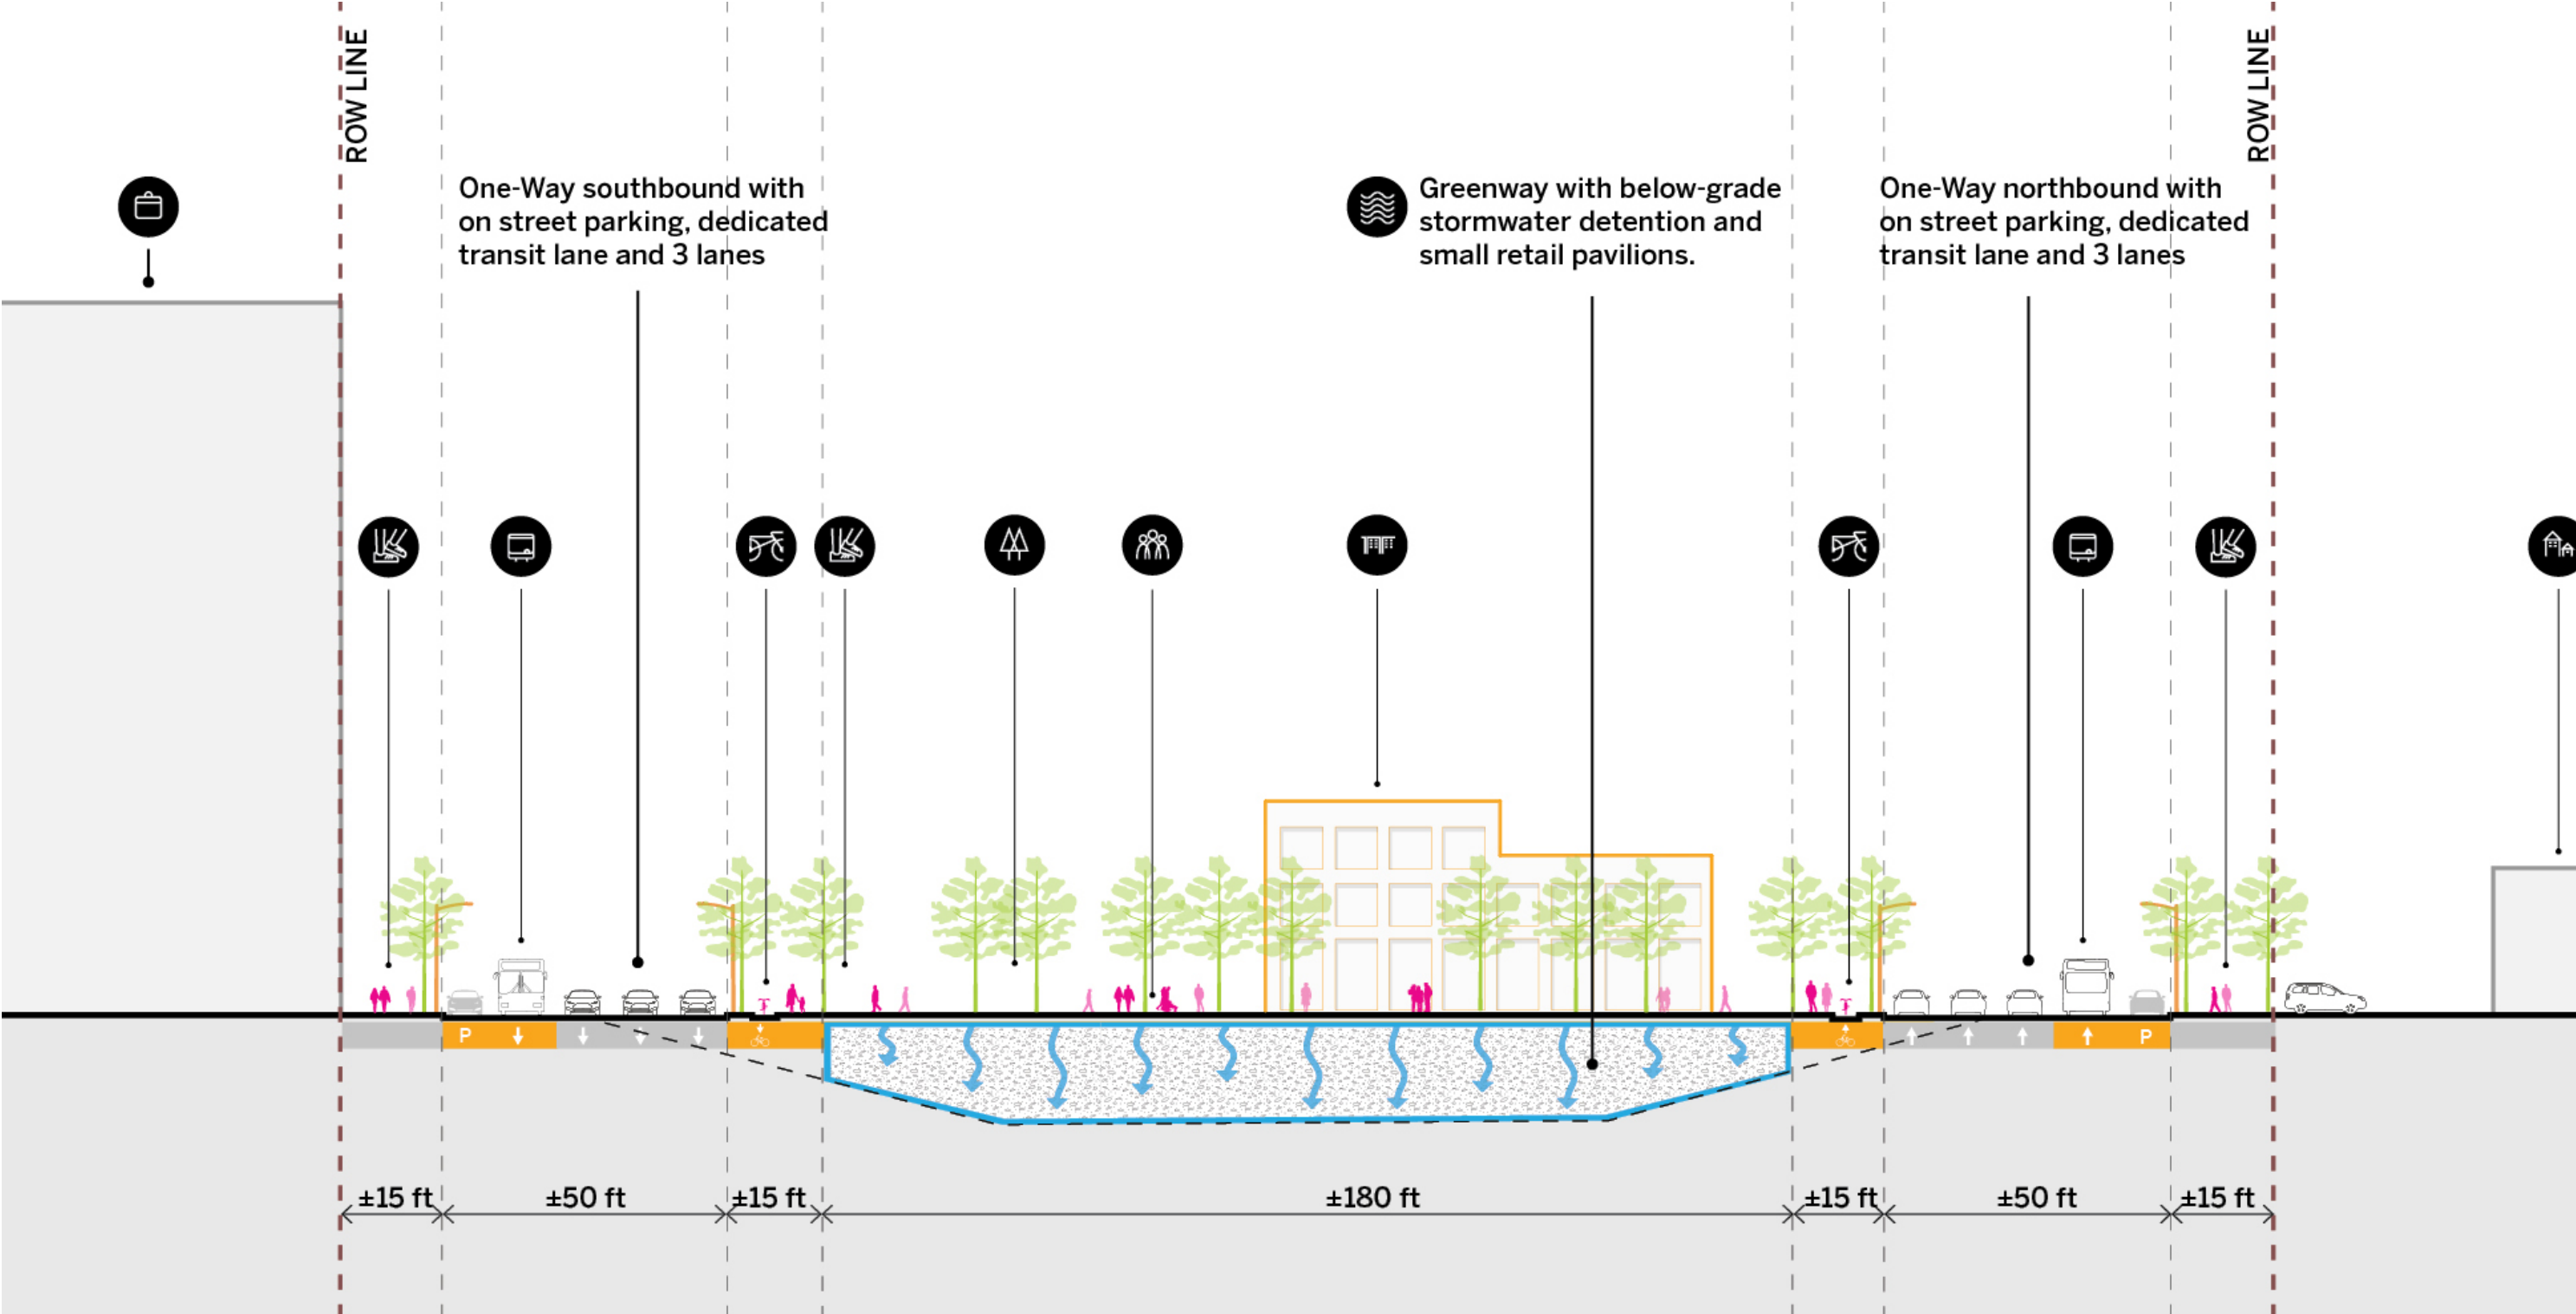 ROW LINE
ROW LINE
One-Way southbound with
on street parking, dedicated
transit lane and 3 lanes
Greenway with below-grade
stormwater detention and
small retail pavilions.
One-Way northbound with
on street parking, dedicated
transit lane and 3 lanes
P
P
±15 ft
±50 ft
±15 ft
±180 ft
±15 ft
±50 ft
±15 ft